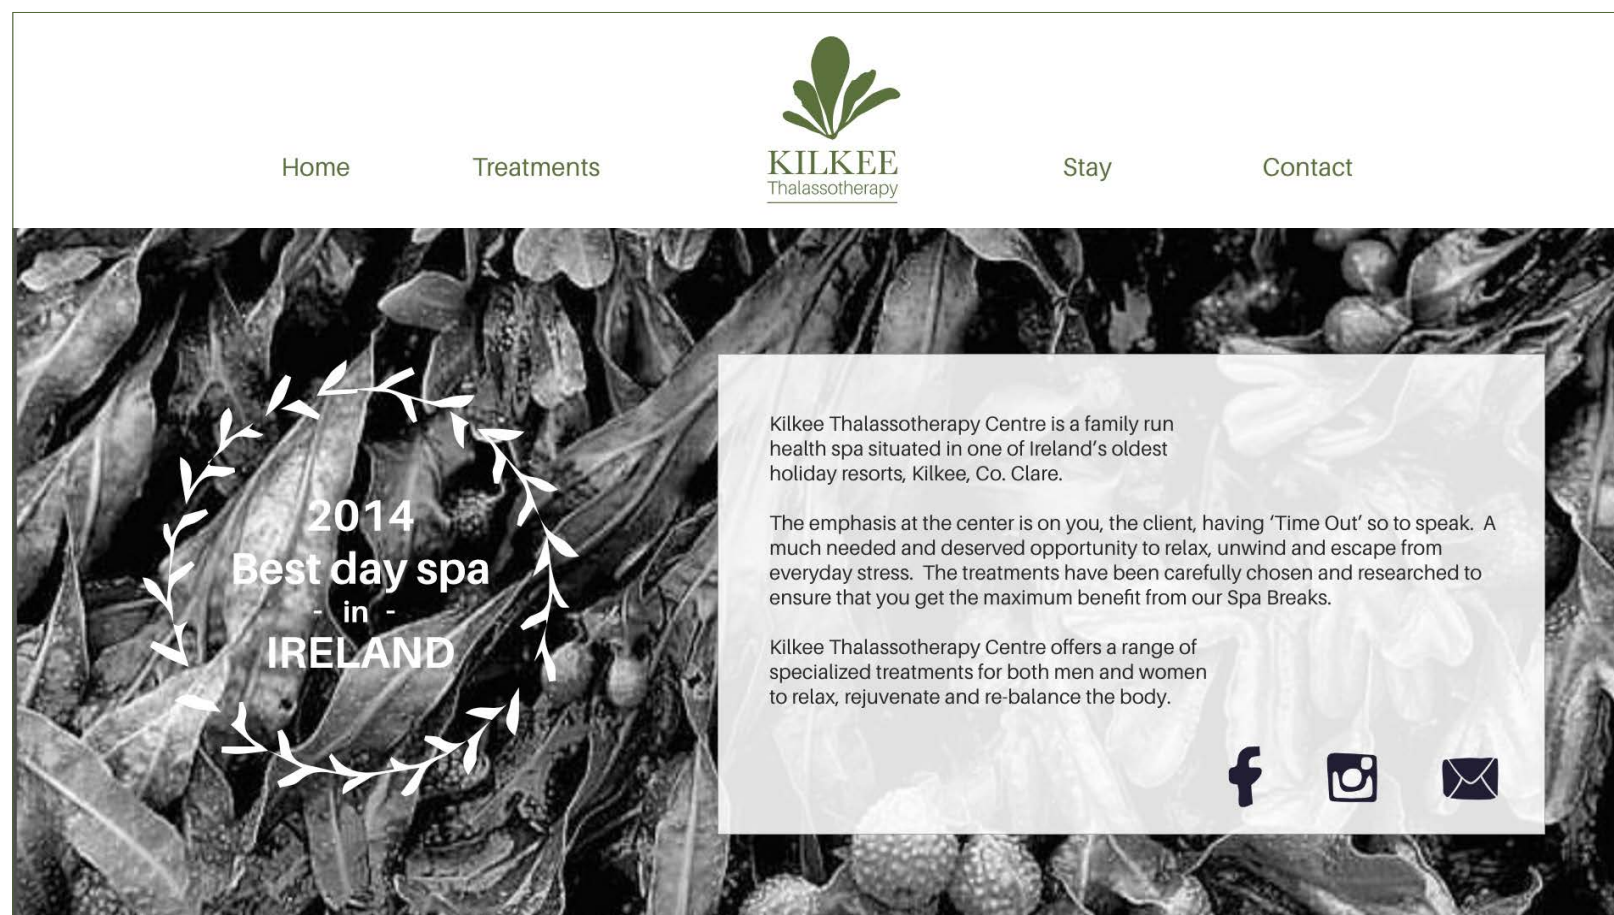 Home
Treatments
KILKEE
Thalassotherapy
Stay
Contact
2014
Best day spa
- in -
IRELAND
Kilkee Thalassotherapy Centre is a family run
health spa situated in one of Ireland’s oldest
holiday resorts, Kilkee, Co. Clare.
The emphasis at the center is on you, the client, having ‘Time Out’ so to speak.  A
much needed and deserved opportunity to relax, unwind and escape from
everyday stress.  The treatments have been carefully chosen and researched to
ensure that you get the maximum benefit from our Spa Breaks.
Kilkee Thalassotherapy Centre offers a range of
specialized treatments for both men and women
to relax, rejuvenate and re-balance the body.